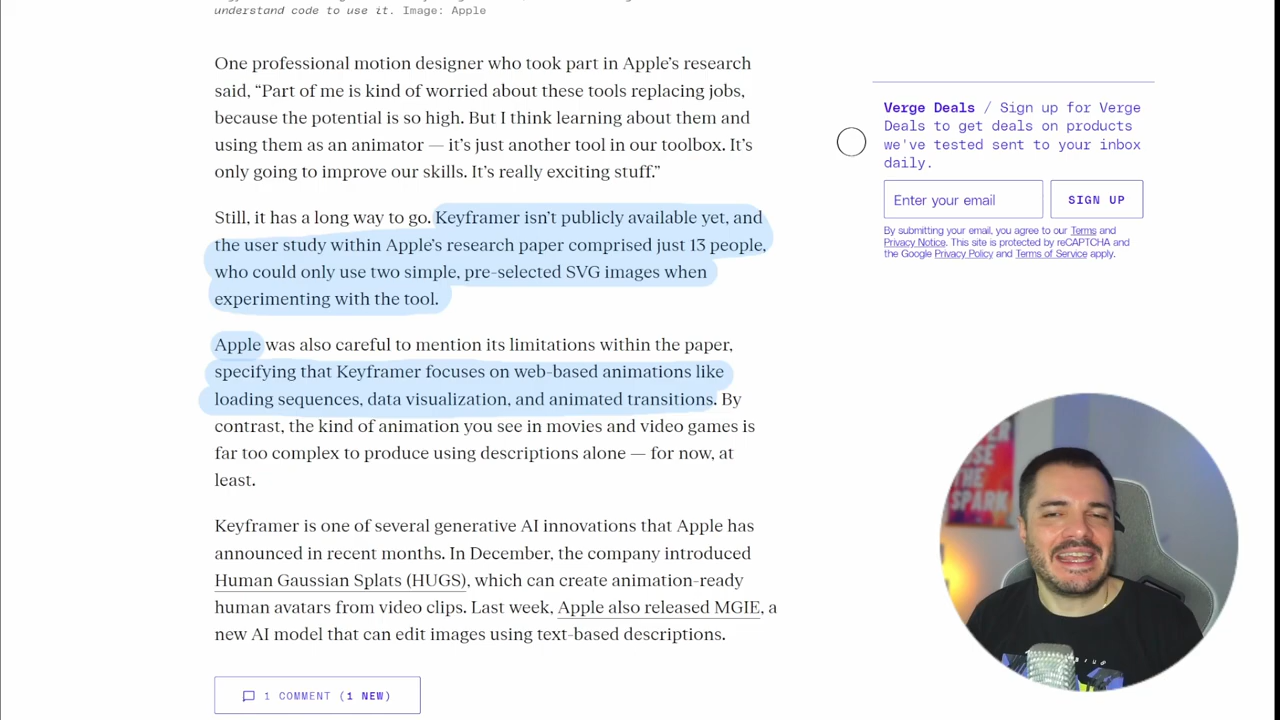 understand code to use it. Image: Apple
One professional motion designer who took part in Apple's research
said, “Part of me is kind of worried about these tools replacing jobs,
because the potential is so high. But I think learning about them and
using them as an animator — it's just another tool in our toolbox. It's
only going to improve our skills. It's really exciting stuff.”
Still, it has a long way to go. Keyframer isn't publicly available yet, and
the user study within Apple's research paper comprised just 13 people,
who could only use two simple, pre-selected SVG images when
experimenting with the tool.
Apple was also careful to mention its limitations within the paper,
specifying that Keyframer focuses on web-based animations like
loading sequences, data visualization, and animated transitions. By
contrast, the kind of animation you see in movies and video games is
far too complex to produce using descriptions alone — for now, at
least.
Keyframer is one of several generative AI innovations that Apple has
announced in recent months. In December, the company introduced
Human Gaussian Splats (HUGS), which can create animation-ready
human avatars from video clips. Last week, Apple also released MGIE, a
new AI model that can edit images using text-based descriptions.
1 COMMENT (1 NEW)
Verge Deals / Sign up for Verge
Deals to get deals on products
we've tested sent to your inbox
daily.
Enter your email
SIGN UP
By submitting your email, you agree to our Terms and
Privacy Notice. This site is protected by reCAPTCHA and
the Google Privacy Policy and Terms of Service apply.
THE
SPARK